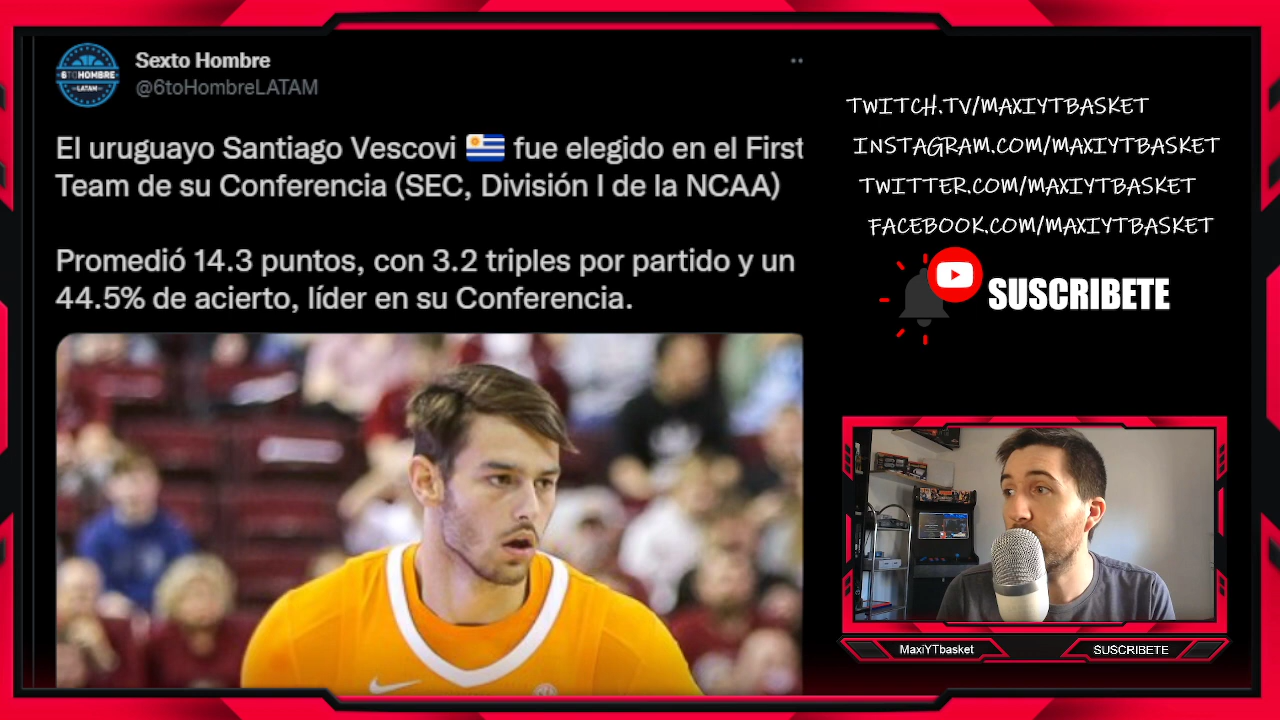 Sexto Hombre
@6toHombreLATAM
6TOHOMBRE
LATAM
El uruguayo Santiago Vescovi 🇺🇾 fue elegido en el First
Team de su Conferencia (SEC, División I de la NCAA)
Promedió 14.3 puntos, con 3.2 triples por partido y un
44.5% de acierto, líder en su Conferencia.
TWITCH.TV/MAXIYTBASKET
INSTAGRAM.COM/MAXIYTBASKET
TWITTER.COM/MAXIYTBASKET
FACEBOOK.COM/MAXIYTBASKET
SUSCRIBETE
MaxiYTbasket
SUSCRIBETE